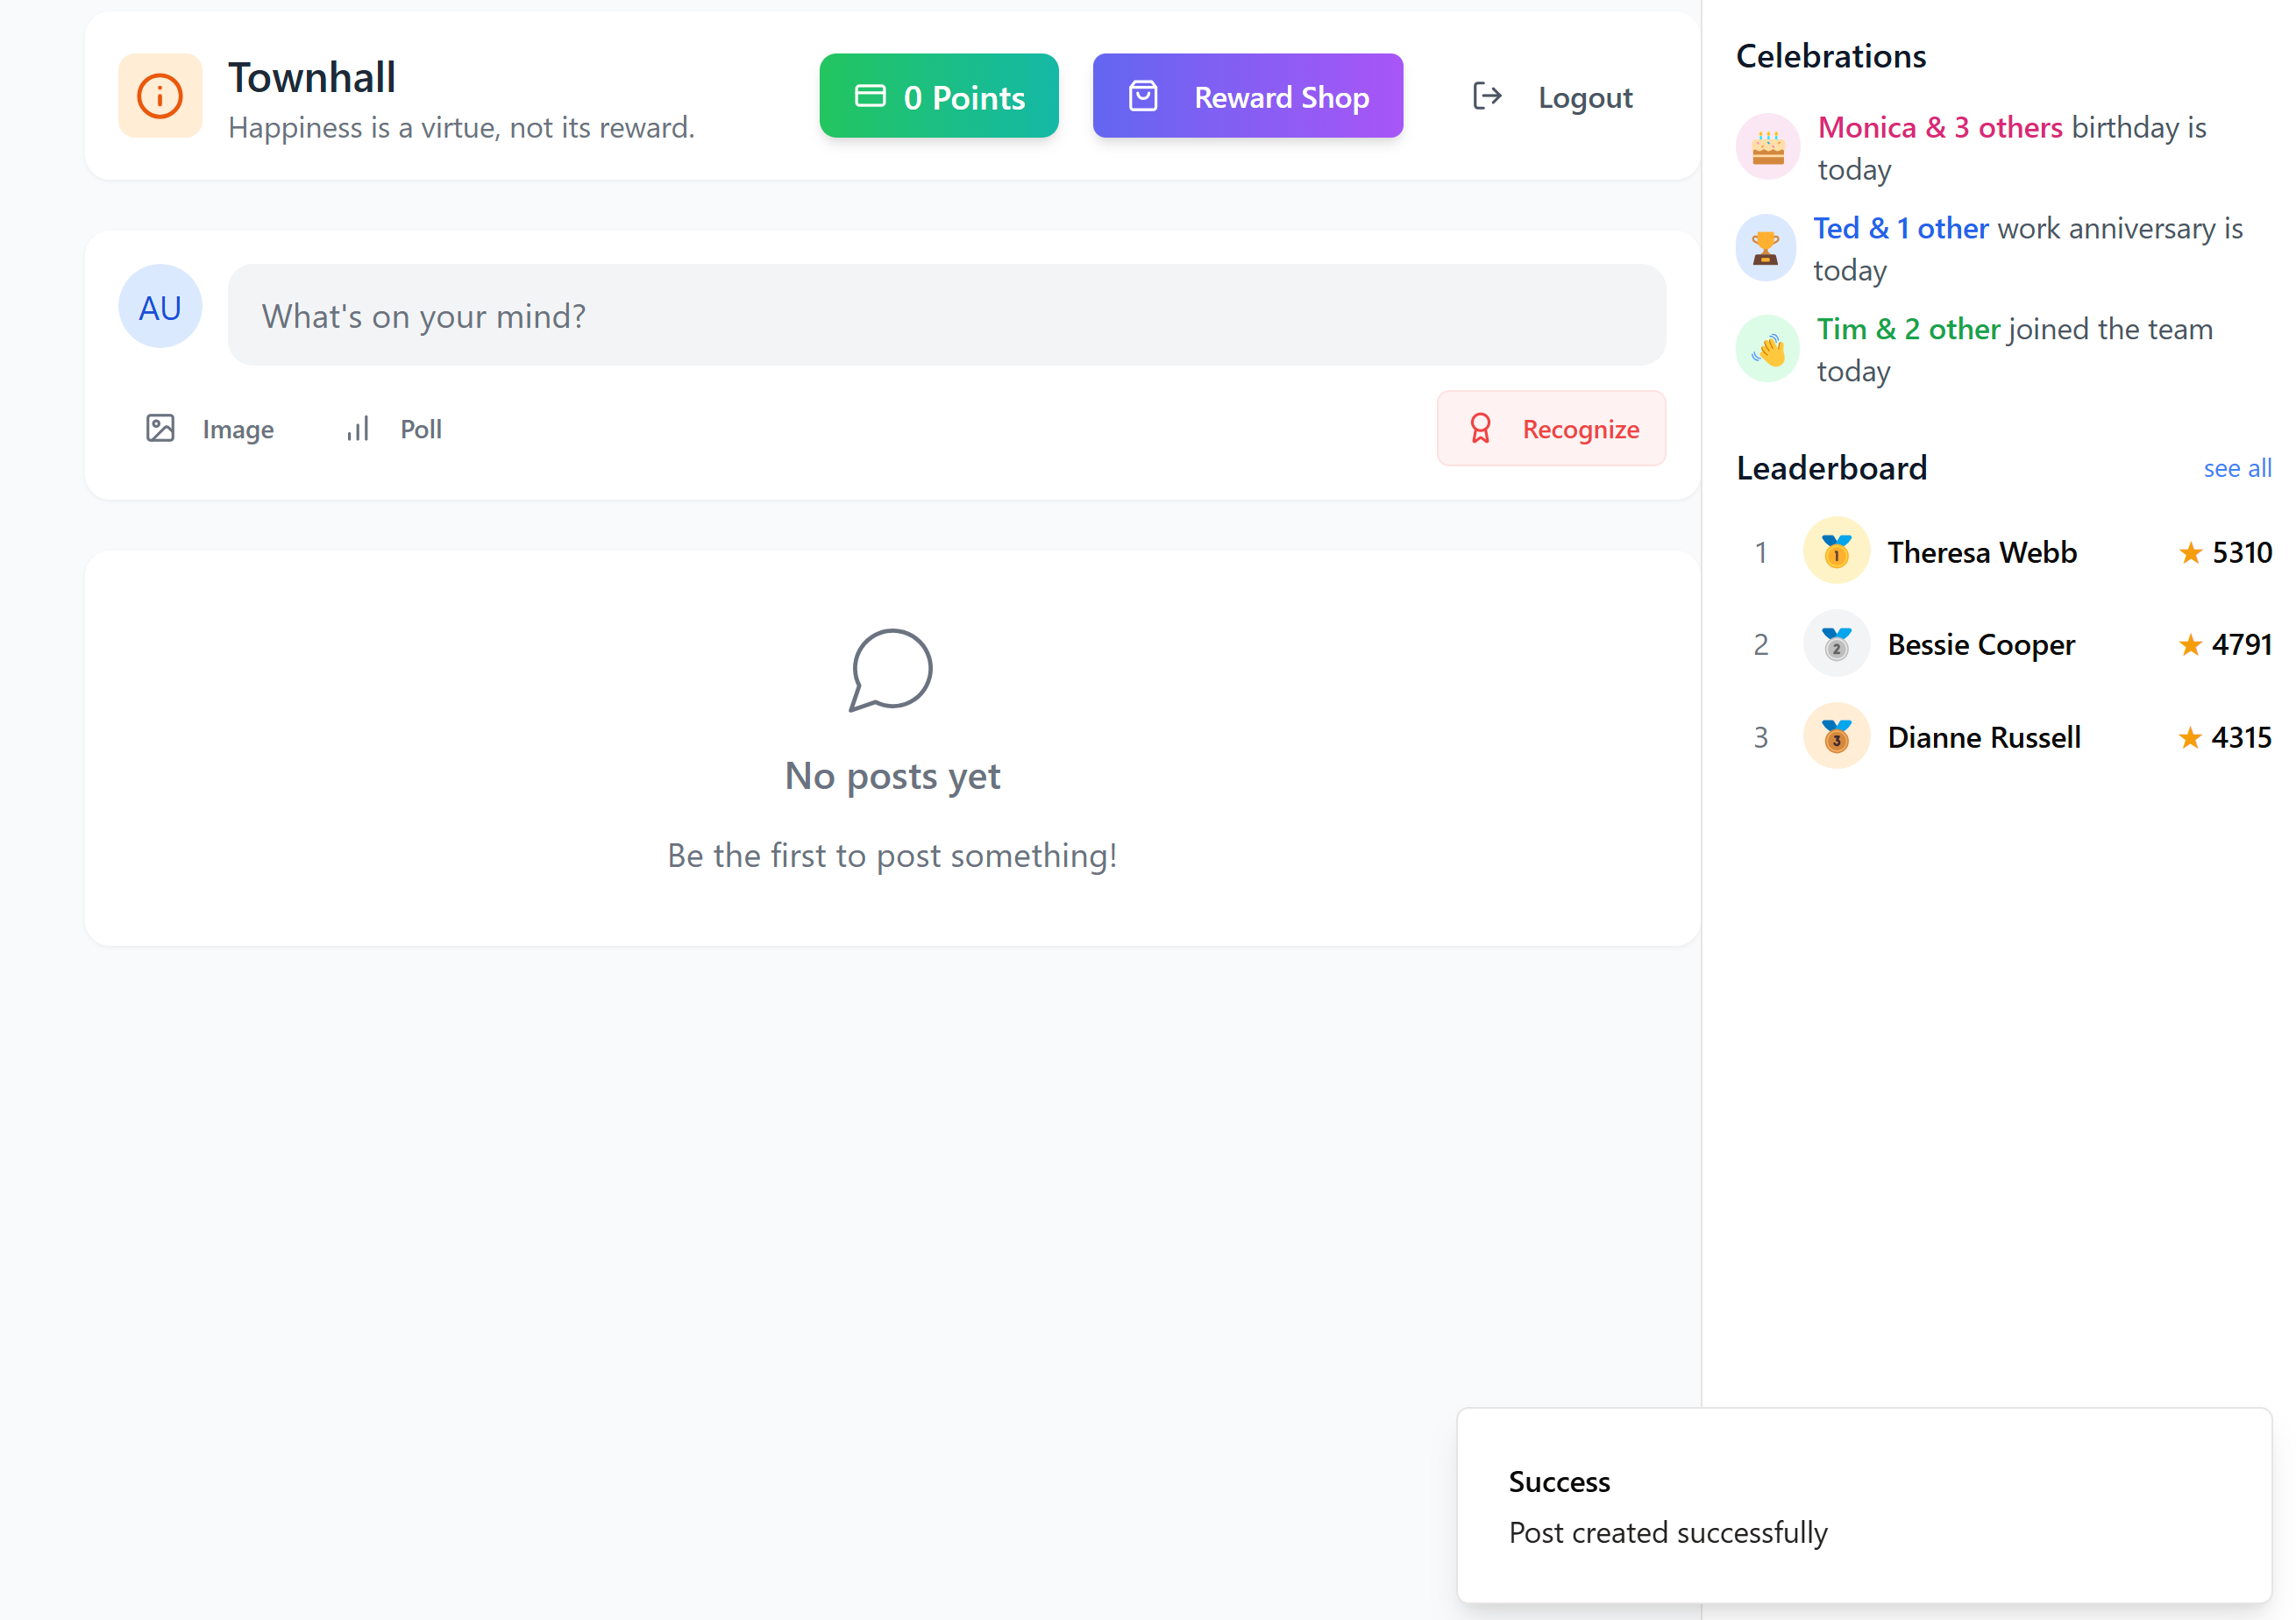 Townhall
Happiness is a virtue, not its reward.
0 Points
Reward Shop
Logout
AU
What's on your mind?
Image
Poll
Recognize
No posts yet
Be the first to post something!
Celebrations
Monica & 3 others birthday is
today
Ted & 1 other work anniversary is
today
Tim & 2 other joined the team
today
Leaderboard
see all
1 Theresa Webb ★ 5310
2 Bessie Cooper ★ 4791
3 Dianne Russell ★ 4315
Success
Post created successfully